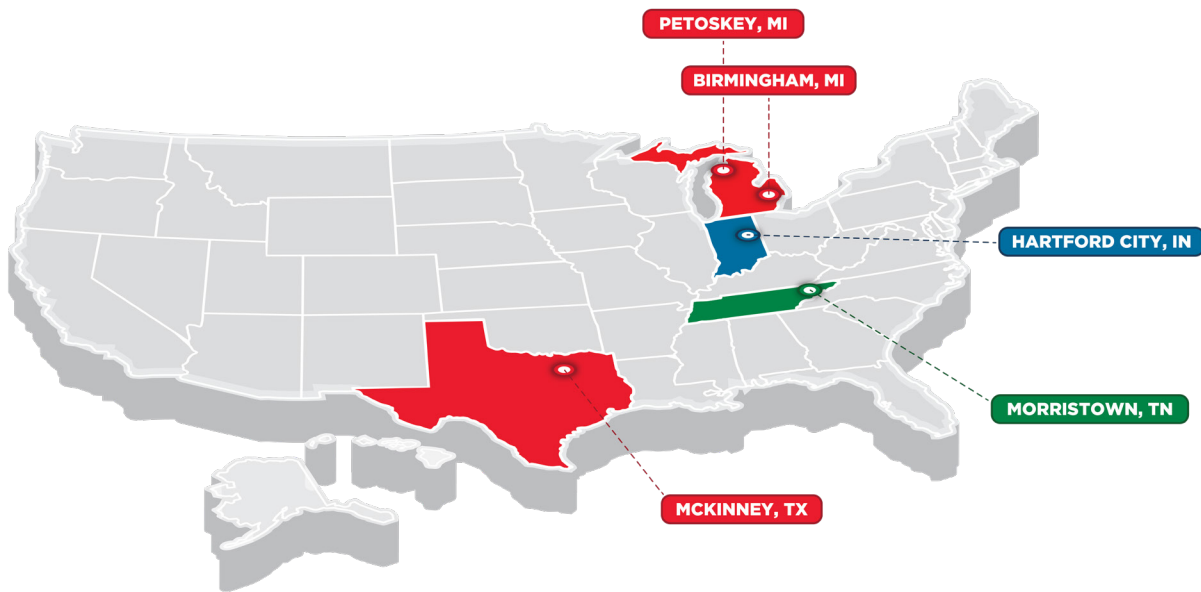 PETOSKEY, MI
BIRMINGHAM, MI
HARTFORD CITY, IN
MORRISTOWN, TN
MCKINNEY, TX